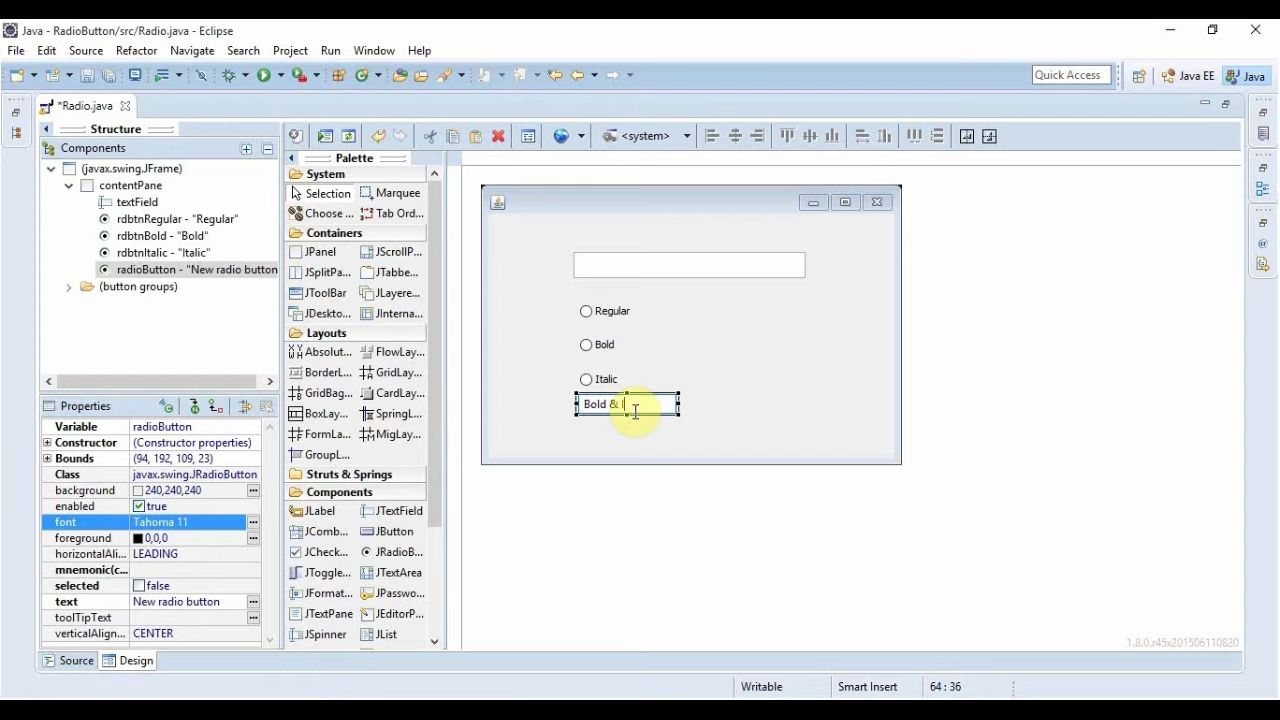 Java - RadioButton/src/Radio.java - Eclipse
File Edit Source Refactor Navigate Search Project Run Window Help
Quick Access Java EE Java
*Radio.java
Structure
Components
(javax.swing.JFrame)
contentPane
textField
rdbtnRegular - "Regular"
rdbtnBold - "Bold"
rdbtnItalic - "Italic"
radioButton - "New radio button
(button groups)
Properties
Variable radioButton
Constructor (Constructor properties)
Bounds (94, 192, 109, 23)
Class javax.swing.JRadioButton
background 240,240,240
enabled true
font Tahoma 11
foreground 0,0,0
horizontalAli... LEADING
mnemonic(c...
selected false
text New radio button
toolTipText
verticalAlign... CENTER
Palette
System
Selection Marquee
Choose ... Tab Ord...
Containers
JPanel JScrollP...
JSplitPa... JTabbe...
JToolBar JLayere...
JDeskto... JInterna...
Layouts
Absolut... FlowLay...
BorderL... GridLay...
GridBag... CardLay...
BoxLay... SpringL...
FormLa... MigLay...
GroupL...
Struts & Springs
Components
JLabel JTextField
JComb... JButton
JCheck... JRadioB...
JToggle... JTextArea
JFormat... JPasswo...
JTextPane JEditorP...
JSpinner JList
<system>
Regular
Bold
Italic
Bold & I
1.8.0.r45x201506110820
Source Design
Writable Smart Insert 64 : 36